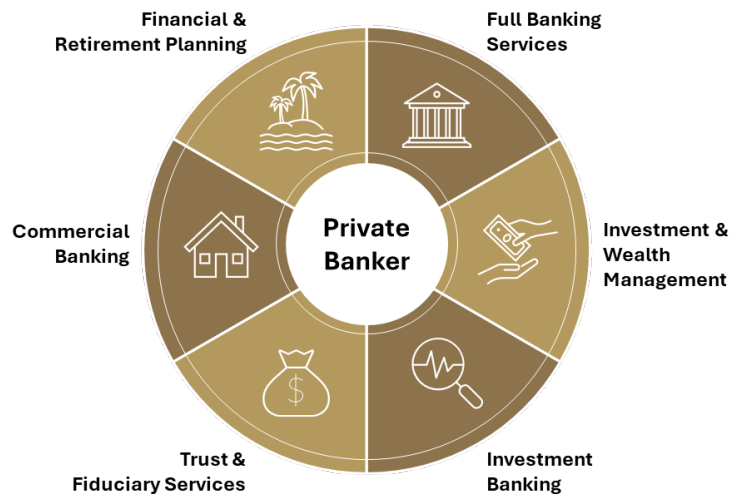 Financial &
Retirement Planning
Full Banking
Services
Commercial
Banking
Private
Banker
Investment &
Wealth
Management
$
Trust &
Fiduciary Services
Investment
Banking